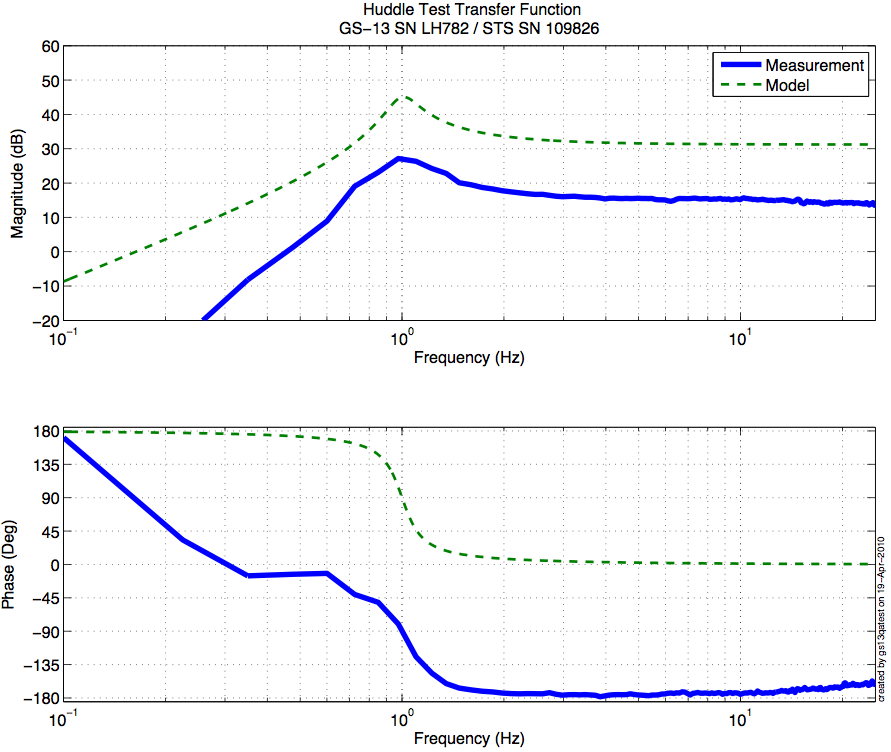 Huddle Test Transfer Function
GS−13 SN LH782 / STS SN 109826
Measurement
Model
Magnitude (dB)
60
50
40
30
20
10
0
−10
−20
10−1
100
101
Frequency (Hz)
Phase (Deg)
180
135
90
45
0
−45
−90
−135
−180
10−1
100
101
Frequency (Hz)
created by gs13qatest on 19−Apr−2010